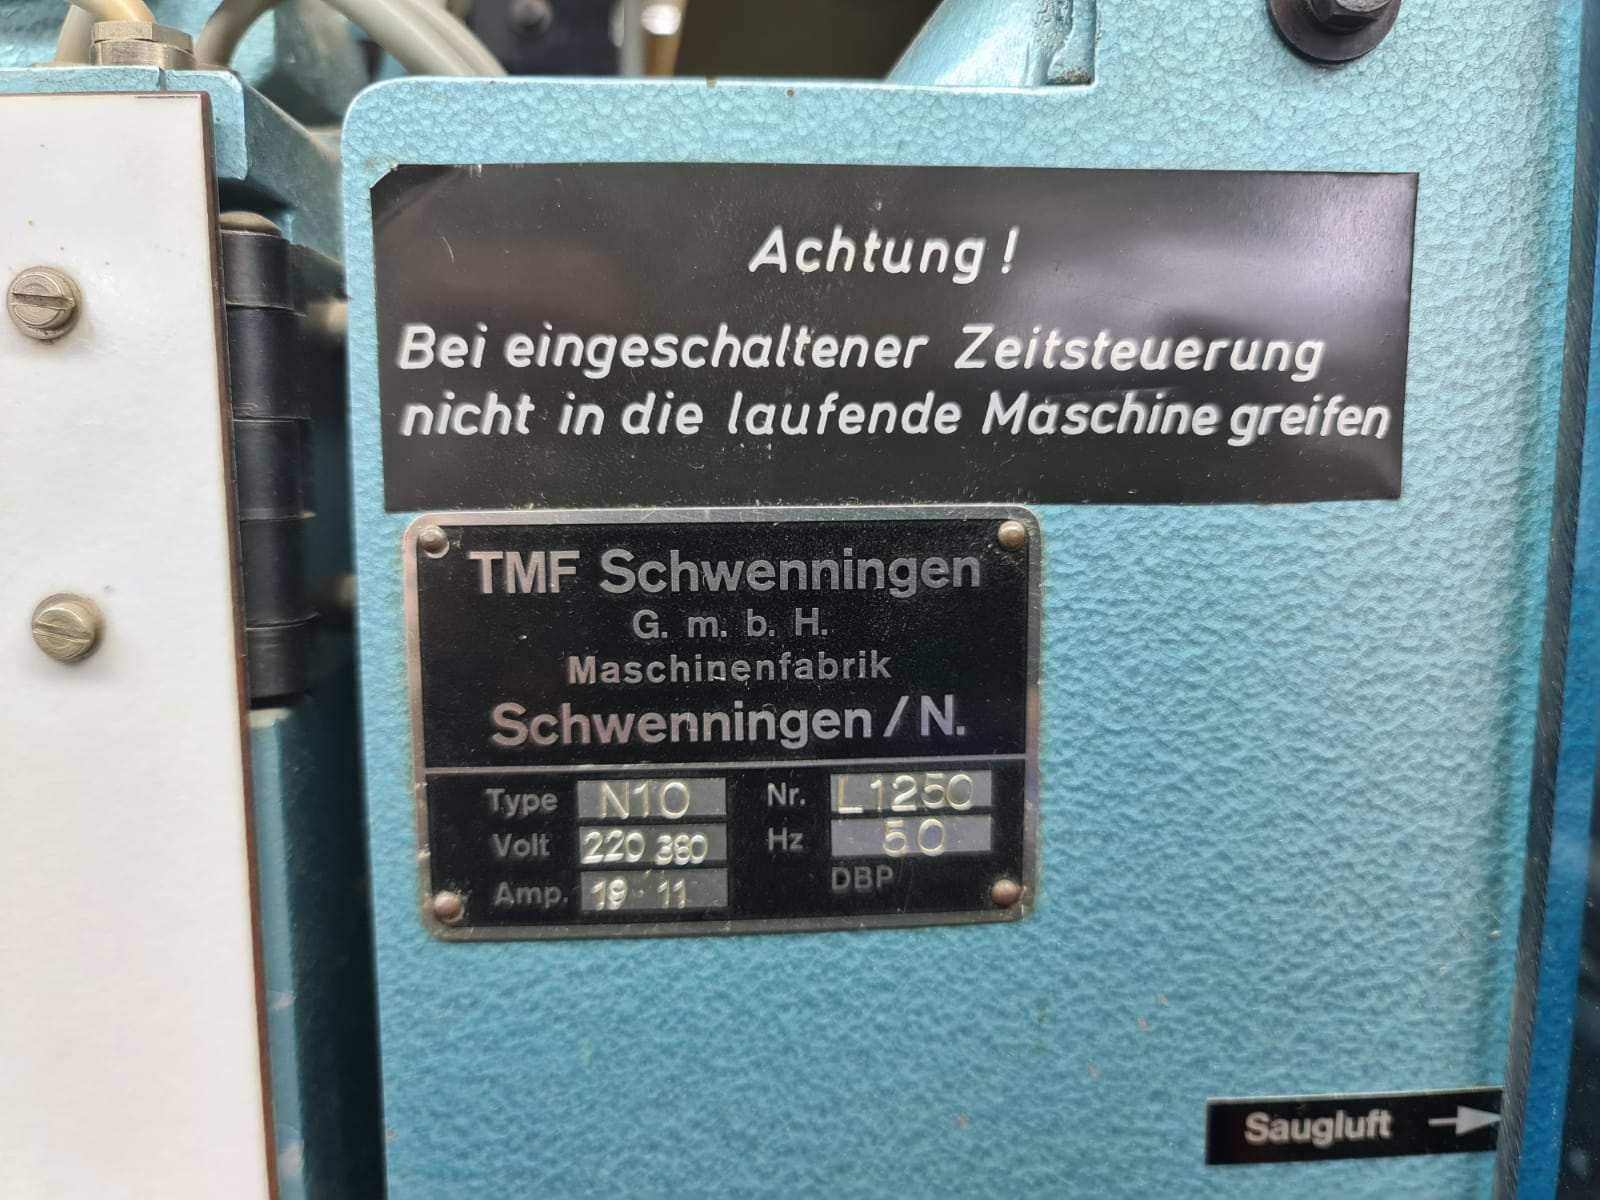 Achtung !
Bei eingeschaltener Zeitsteuerung
nicht in die laufende Maschine greifen
TMF Schwenningen
G. m. b. H.
Maschinenfabrik
Schwenningen / N.
Type N10 Nr. L1250
Volt 220 380 Hz 50
Amp. 19 - 11 DBP
Saugluft →